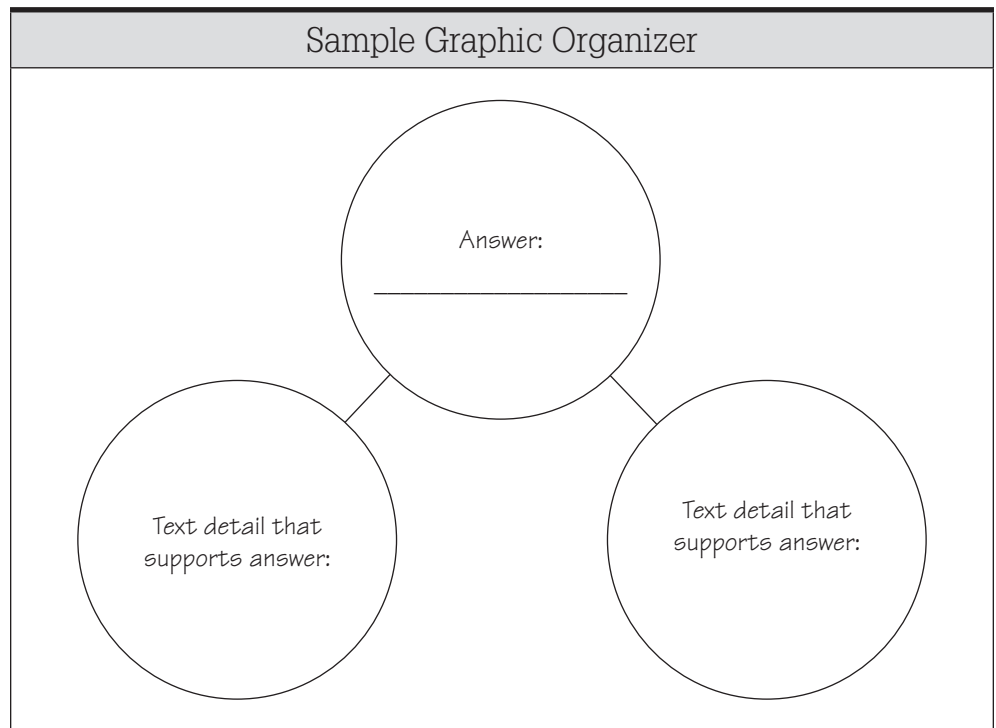 Sample Graphic Organizer
Answer:
Text detail that
supports answer:
Text detail that
supports answer: